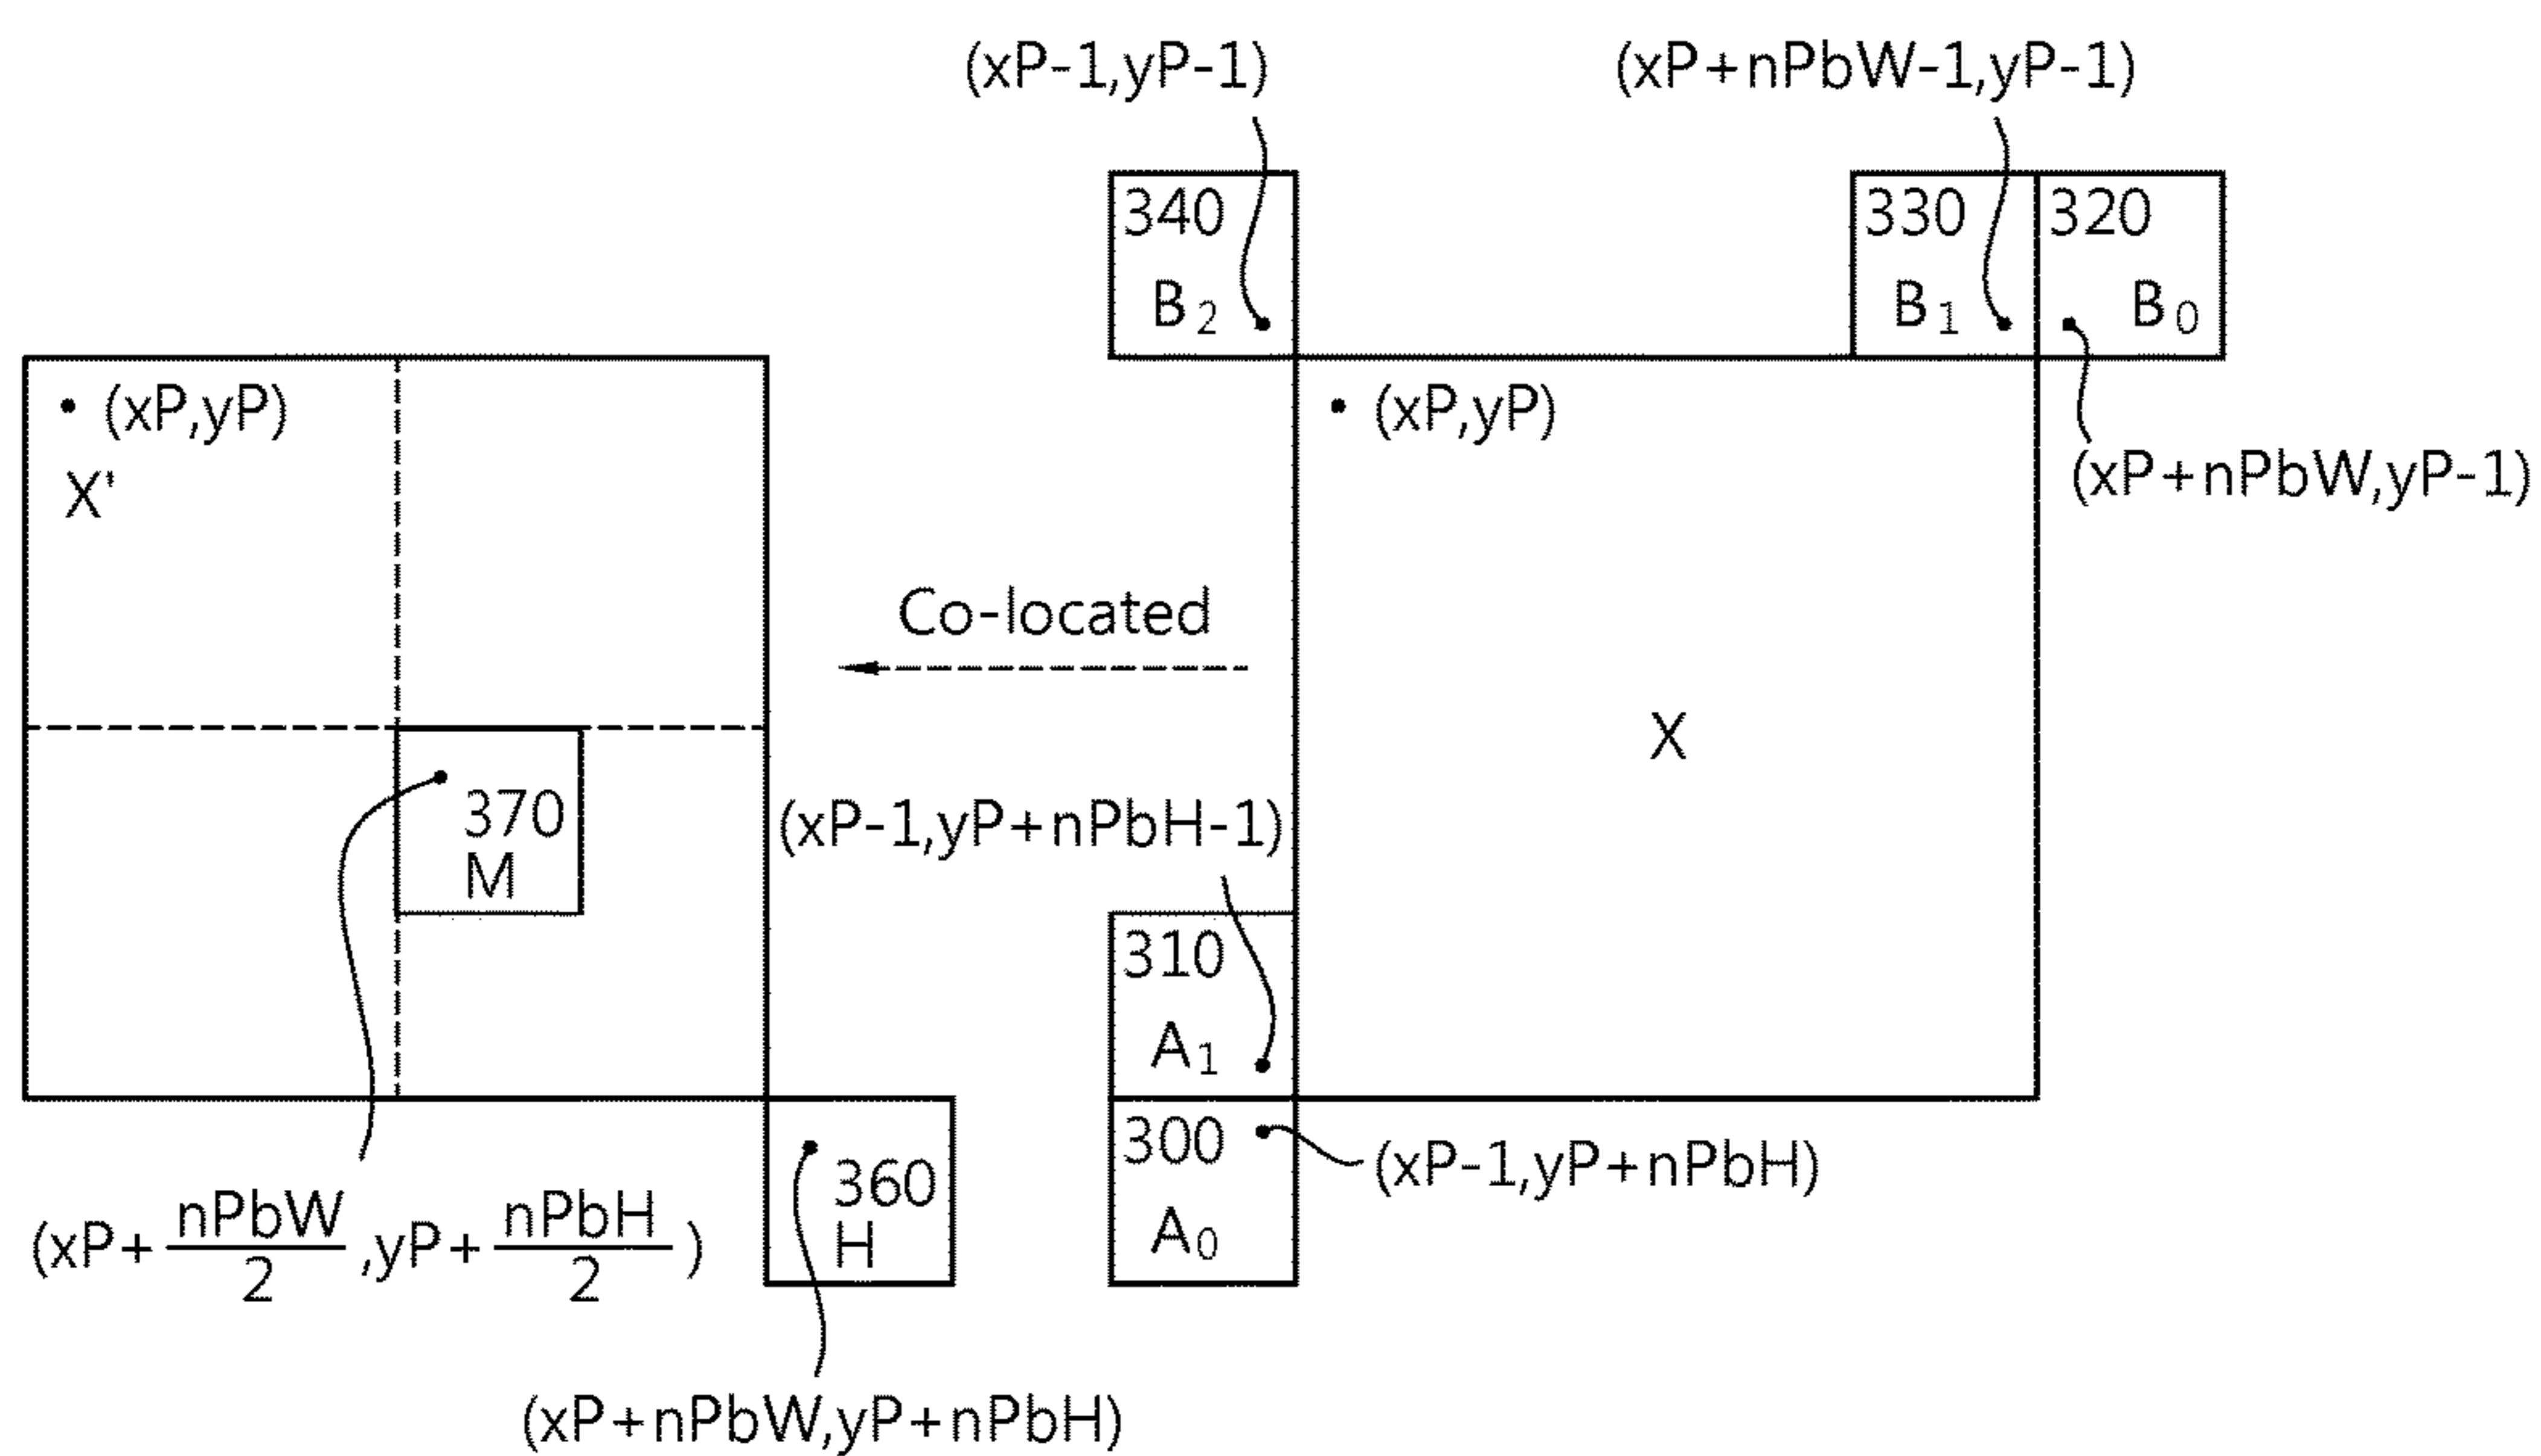 (xP-1,yP-1)
(xP+nPbW-1,yP-1)
340
B2
330
B1
320
B0
(xP,yP)
X'
(xP,yP)
(xP+nPbW,yP-1)
Co-located
X
370
M
(xP-1,yP+nPbH-1)
310
A1
300
A0
(xP-1,yP+nPbH)
360
H
(xP+nPbW/2,yP+nPbH/2)
(xP+nPbW,yP+nPbH)